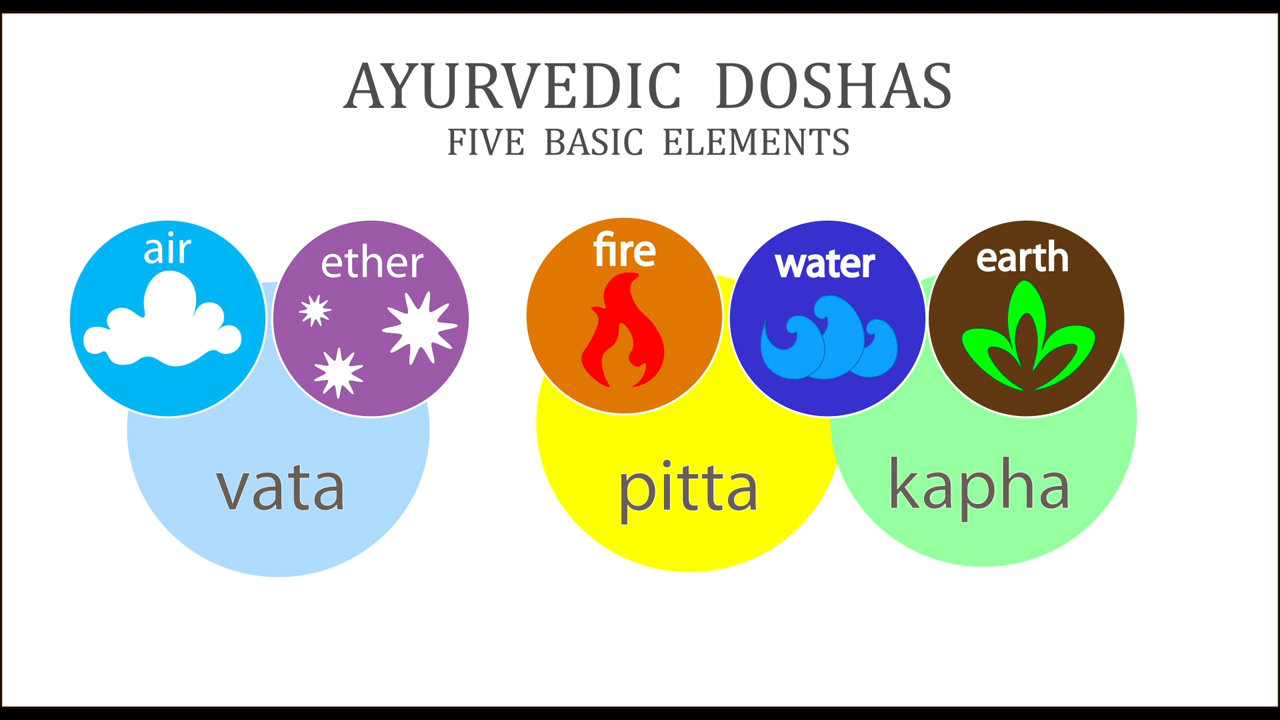 AYURVEDIC DOSHAS
FIVE BASIC ELEMENTS
air
ether
fire
water
earth
vata
pitta
kapha